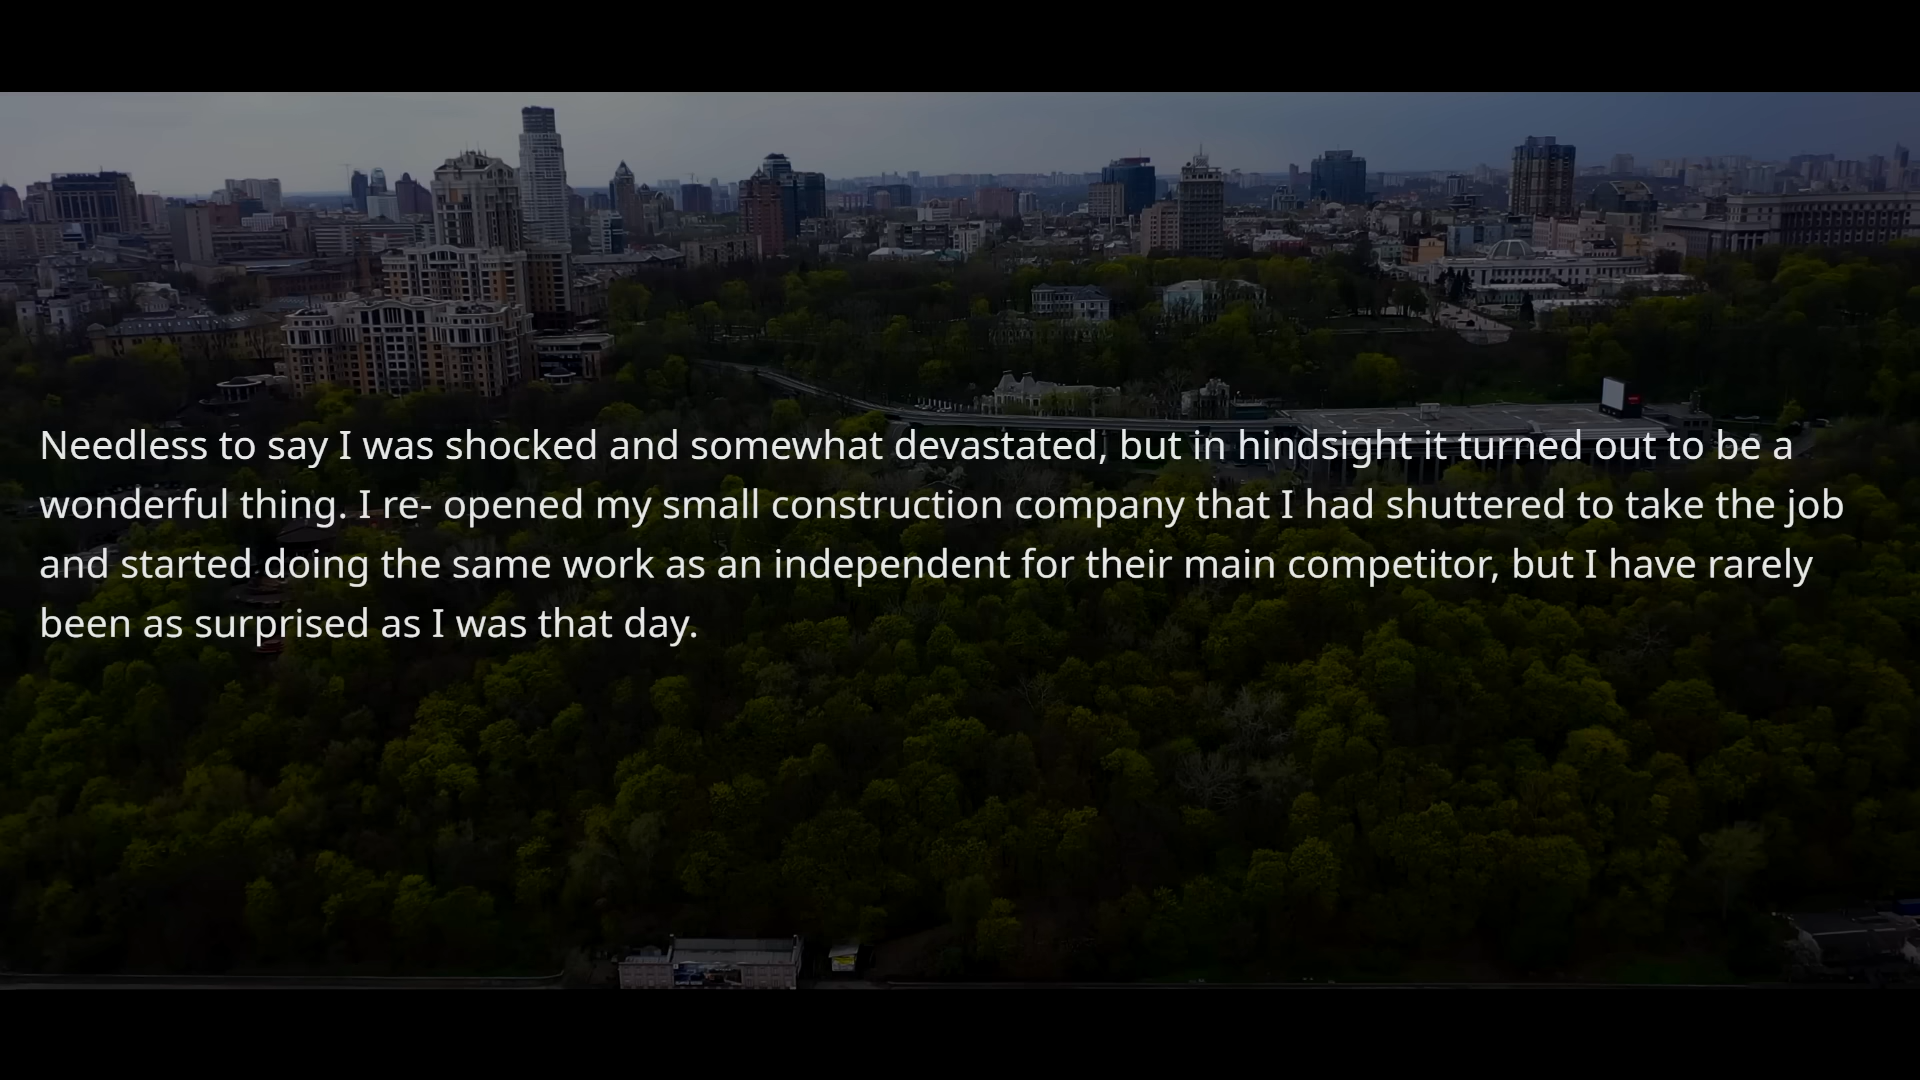 Needless to say I was shocked and somewhat devastated, but in hindsight it turned out to be a
wonderful thing. I re- opened my small construction company that I had shuttered to take the job
and started doing the same work as an independent for their main competitor, but I have rarely
been as surprised as I was that day.